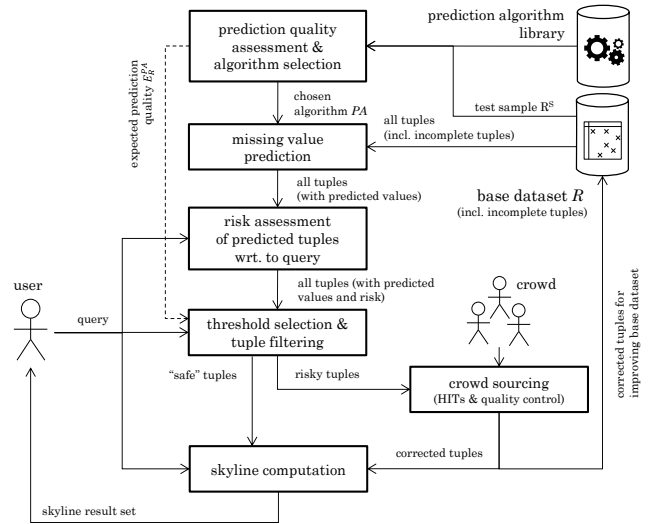 prediction quality
assessment &
algorithm selection
prediction algorithm
library
expected prediction
quality E_R^PA
chosen
algorithm PA
test sample R^S
all tuples
(incl. incomplete tuples)
missing value
prediction
all tuples
(with predicted values)
base dataset R
(incl. incomplete tuples)
risk assessment
of predicted tuples
wrt. to query
all tuples (with predicted
values and risk)
user
crowd
query
threshold selection &
tuple filtering
corrected tuples for
improving base dataset
"safe" tuples
risky tuples
crowd sourcing
(HITs & quality control)
corrected tuples
skyline computation
skyline result set